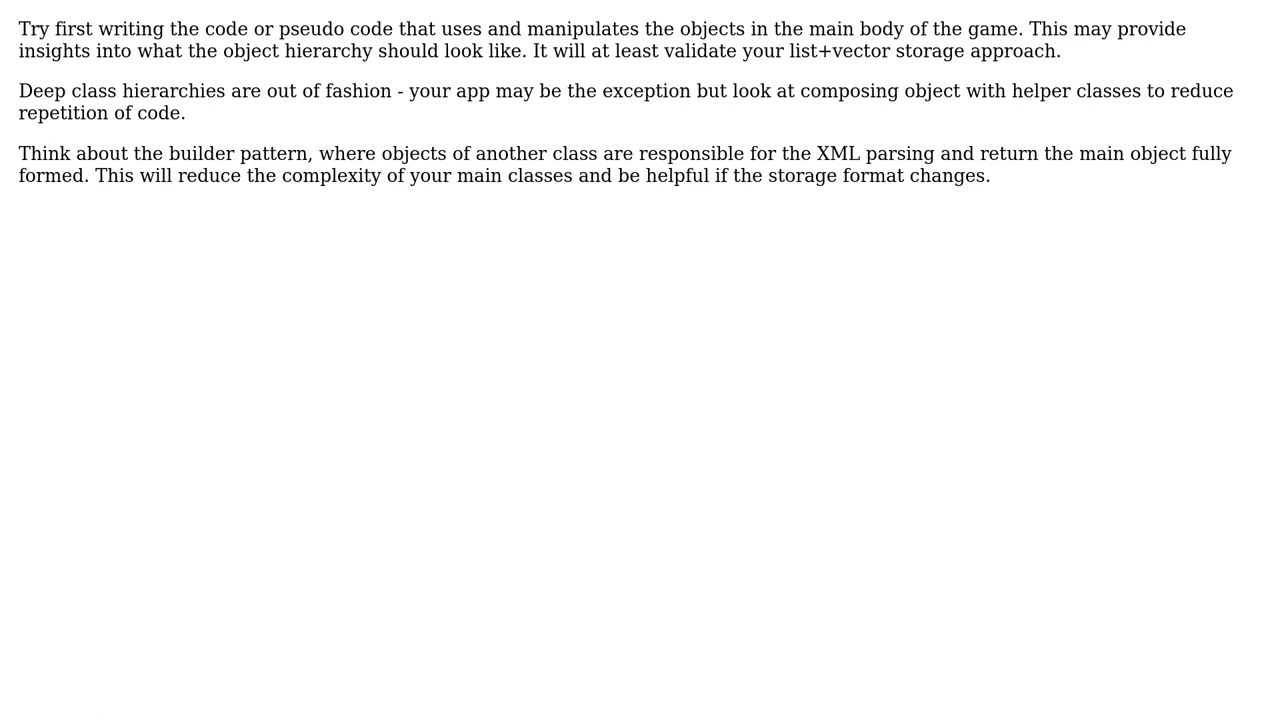 Try first writing the code or pseudo code that uses and manipulates the objects in the main body of the game. This may provide
insights into what the object hierarchy should look like. It will at least validate your list+vector storage approach.
Deep class hierarchies are out of fashion - your app may be the exception but look at composing object with helper classes to reduce
repetition of code.
Think about the builder pattern, where objects of another class are responsible for the XML parsing and return the main object fully
formed. This will reduce the complexity of your main classes and be helpful if the storage format changes.